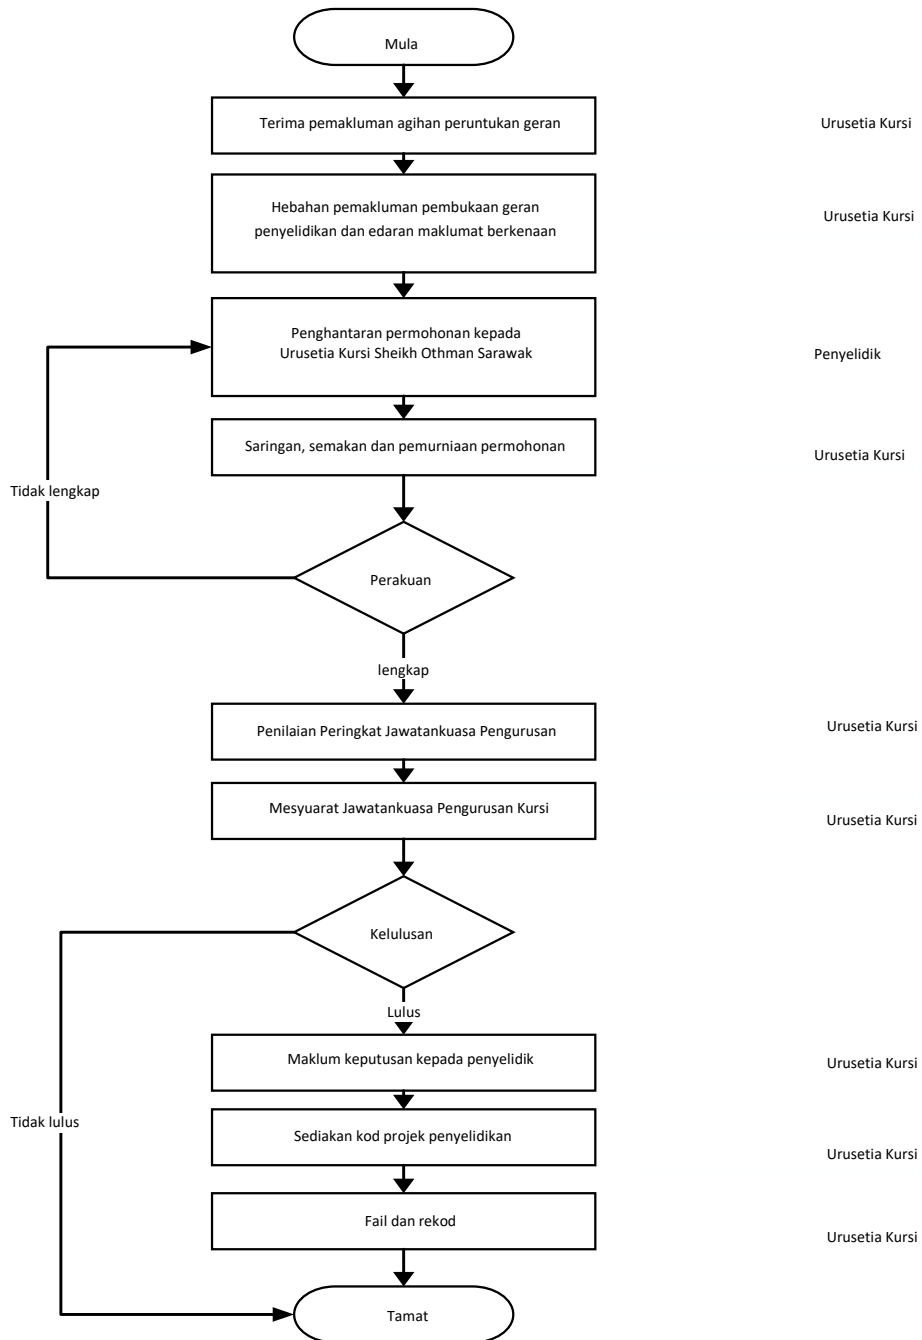 Mula
Terima pemakluman agihan peruntukan geran
Urusetia Kursi
Hebahan pemakluman pembukaan geran
penyelidikan dan edaran maklumat berkenaan
Urusetia Kursi
Penghantaran permohonan kepada
Urusetia Kursi Sheikh Othman Sarawak
Penyelidik
Saringan, semakan dan pemurniaan permohonan
Urusetia Kursi
Tidak lengkap
Perakuan
lengkap
Penilaian Peringkat Jawatankuasa Pengurusan
Urusetia Kursi
Mesyuarat Jawatankuasa Pengurusan Kursi
Urusetia Kursi
Kelulusan
Lulus
Maklum keputusan kepada penyelidik
Urusetia Kursi
Tidak lulus
Sediakan kod projek penyelidikan
Urusetia Kursi
Fail dan rekod
Urusetia Kursi
Tamat